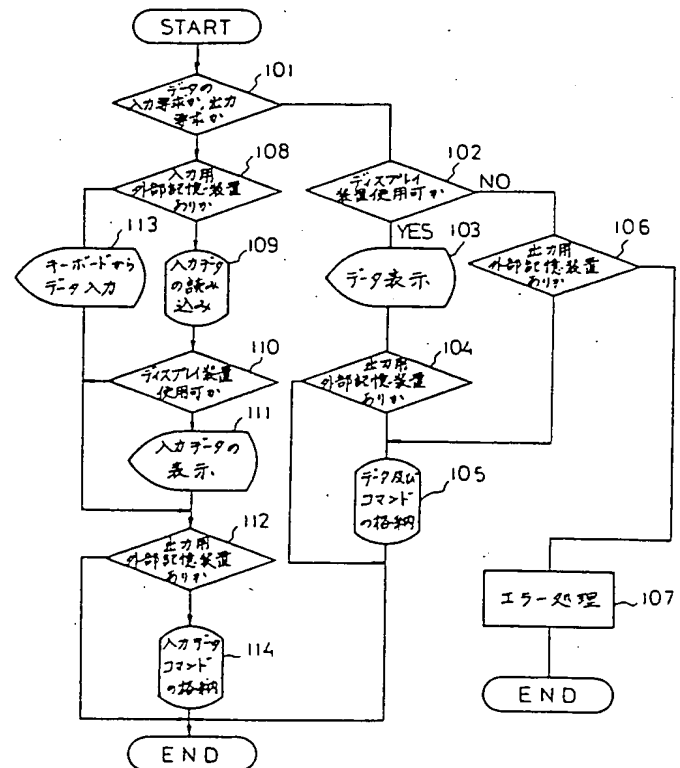 START
101
データの
入力要求か,出力
要求か
108
入力用
外部記憶装置
ありか
102
ディスプレイ
装置使用可か
NO
YES
113
キーボードから
データ入力
109
入力データ
の読み
込み
103
データ表示
106
出力用
外部記憶装置
ありか
110
ディスプレイ装置
使用可か
104
出力用
外部記憶装置
ありか
111
入力データの
表示
105
データ及び
コマンド
の格納
112
出力用
外部記憶装置
ありか
エラー処理
107
114
入力データ
コマンド
の格納
END
END